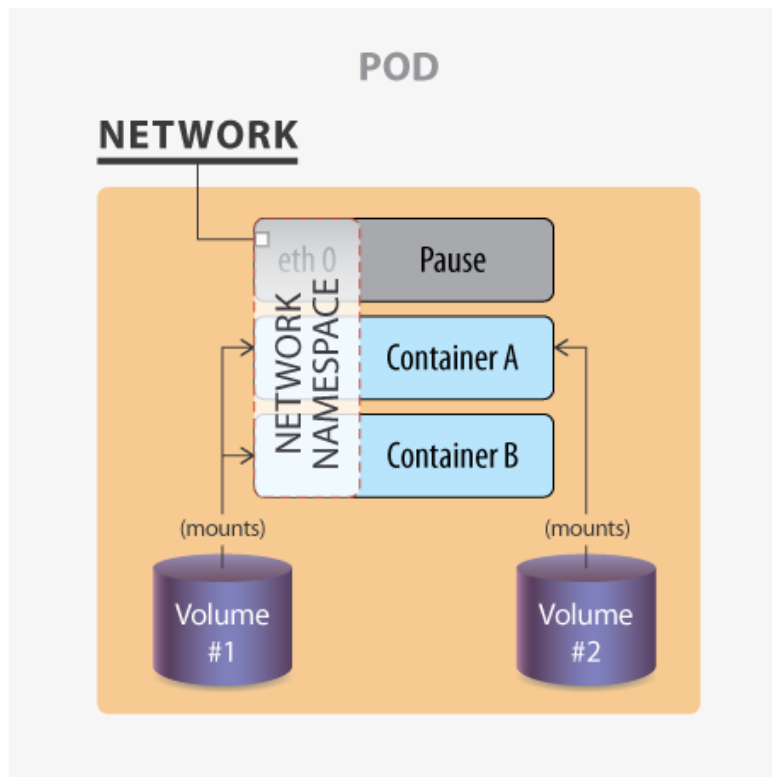 POD
NETWORK
eth 0
Pause
NETWORK
NAMESPACE
Container A
Container B
(mounts)
(mounts)
Volume
#1
Volume
#2